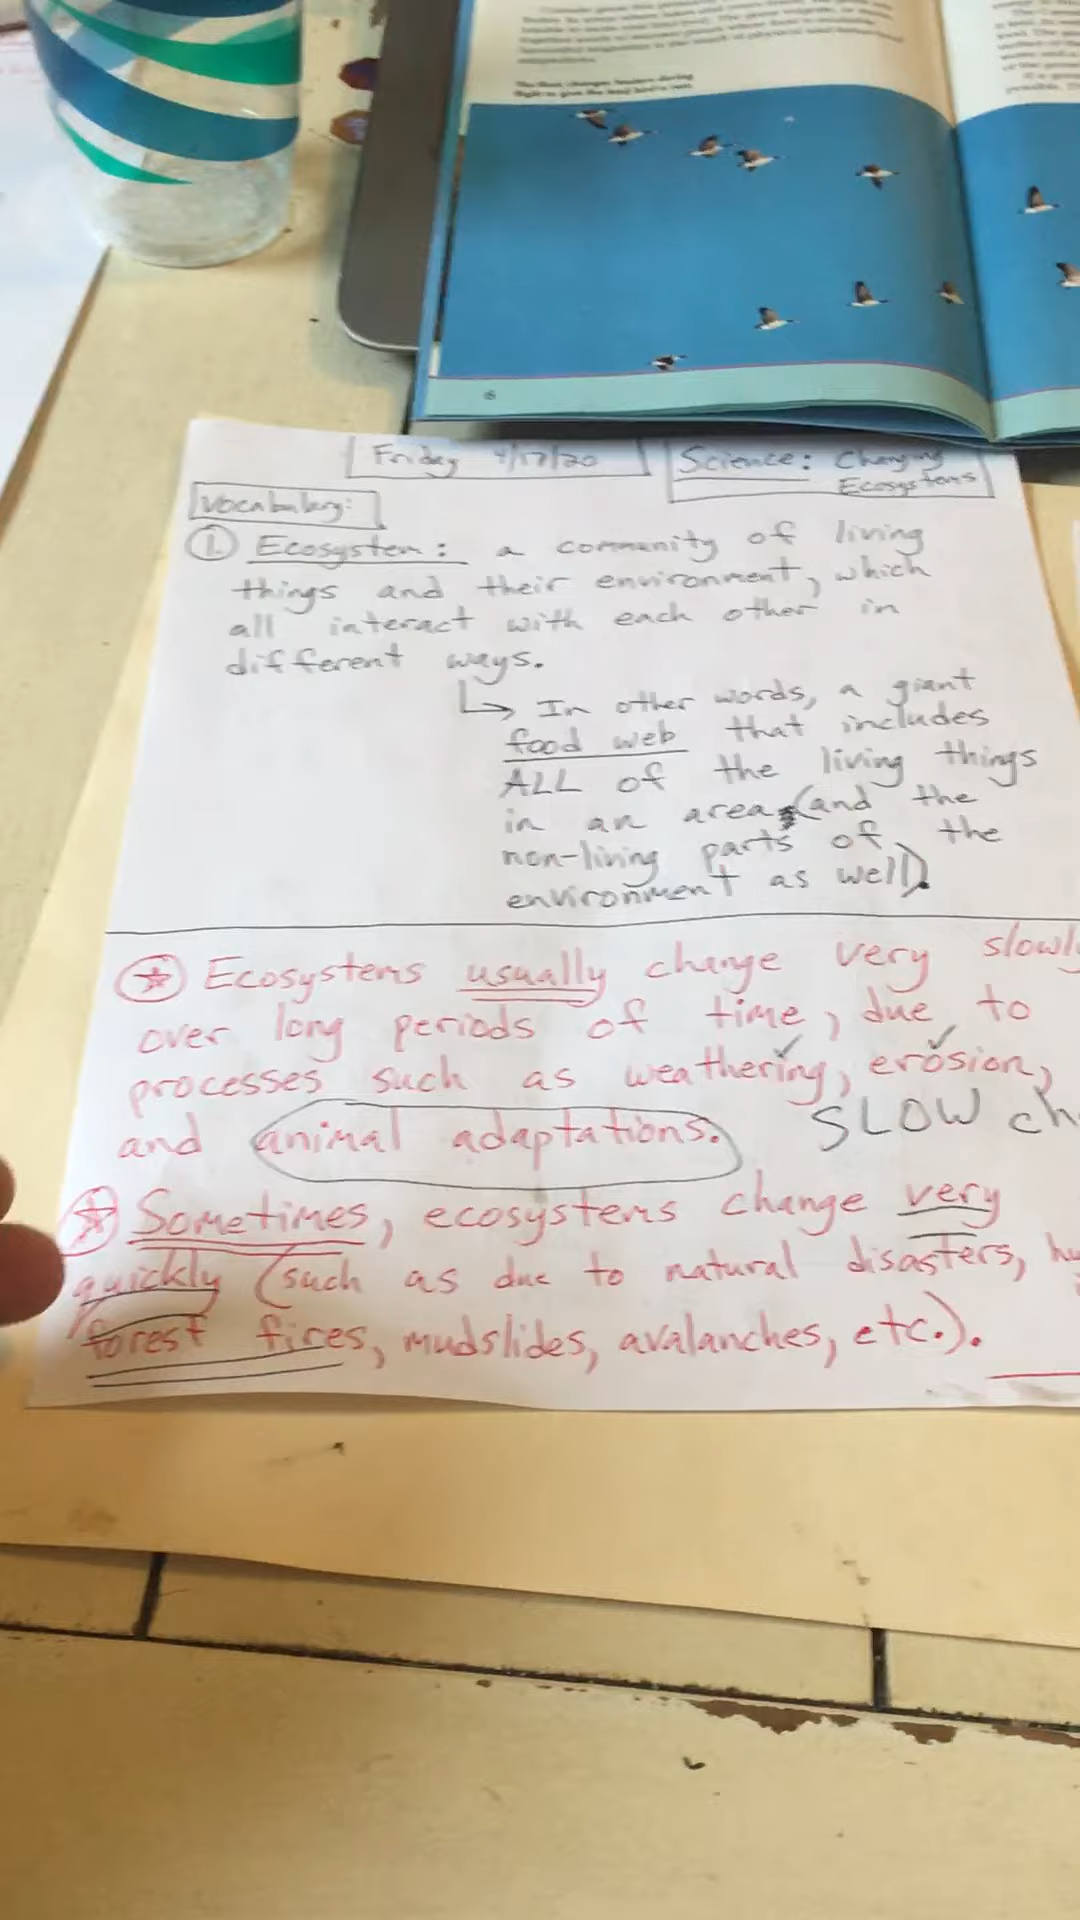 6
Friday 4/17/20
Science: Changing
Ecosystems
Vocabulary:
1. Ecosystem: a community of living
things and their environment, which
all interact with each other in
different ways.
↳ In other words, a giant
food web that includes
ALL of the living things
in an area (and the
non-living parts of the
environment as well).
Ecosystems usually change very slowly
over long periods of time, due to
processes such as weathering, erosion,
and animal adaptations.
SLOW
Sometimes, ecosystems change very
quickly (such as due to natural disasters,
forest fires, mudslides, avalanches, etc.).